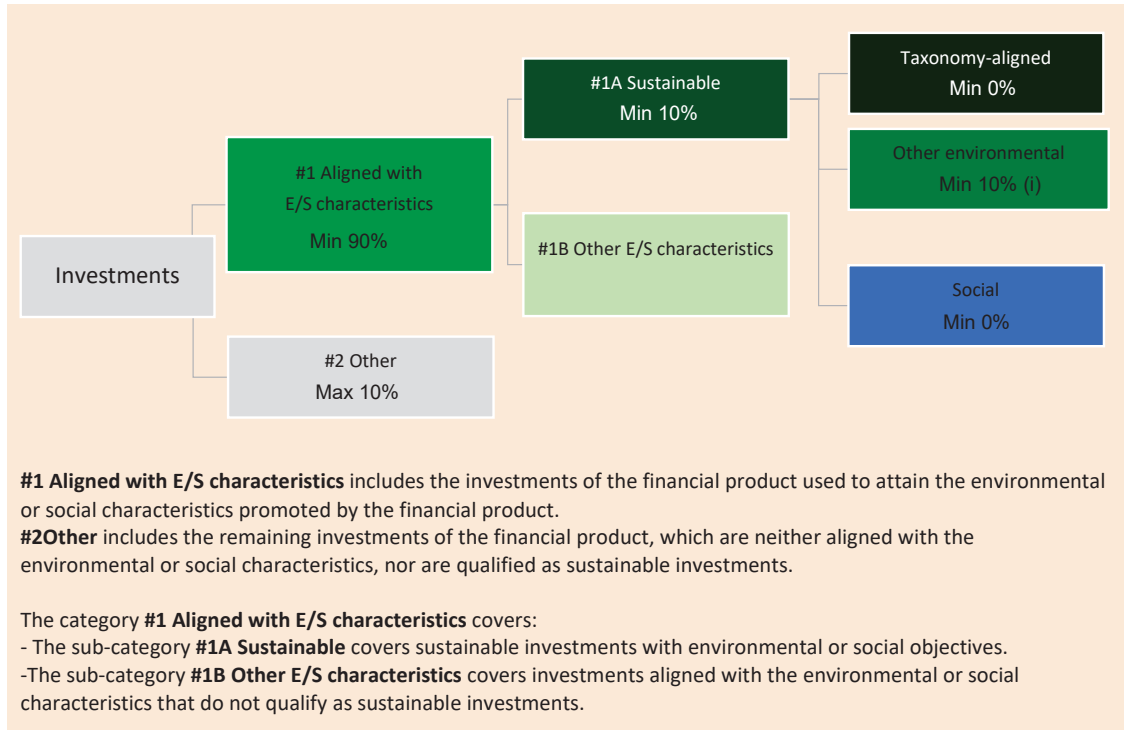 Investments
#1 Aligned with
E/S characteristics
Min 90%
#2 Other
Max 10%
#1A Sustainable
Min 10%
#1B Other E/S characteristics
Taxonomy-aligned
Min 0%
Other environmental
Min 10% (i)
Social
Min 0%
#1 Aligned with E/S characteristics includes the investments of the financial product used to attain the environmental
or social characteristics promoted by the financial product.
#2Other includes the remaining investments of the financial product, which are neither aligned with the
environmental or social characteristics, nor are qualified as sustainable investments.
The category #1 Aligned with E/S characteristics covers:
- The sub-category #1A Sustainable covers sustainable investments with environmental or social objectives.
-The sub-category #1B Other E/S characteristics covers investments aligned with the environmental or social
characteristics that do not qualify as sustainable investments.